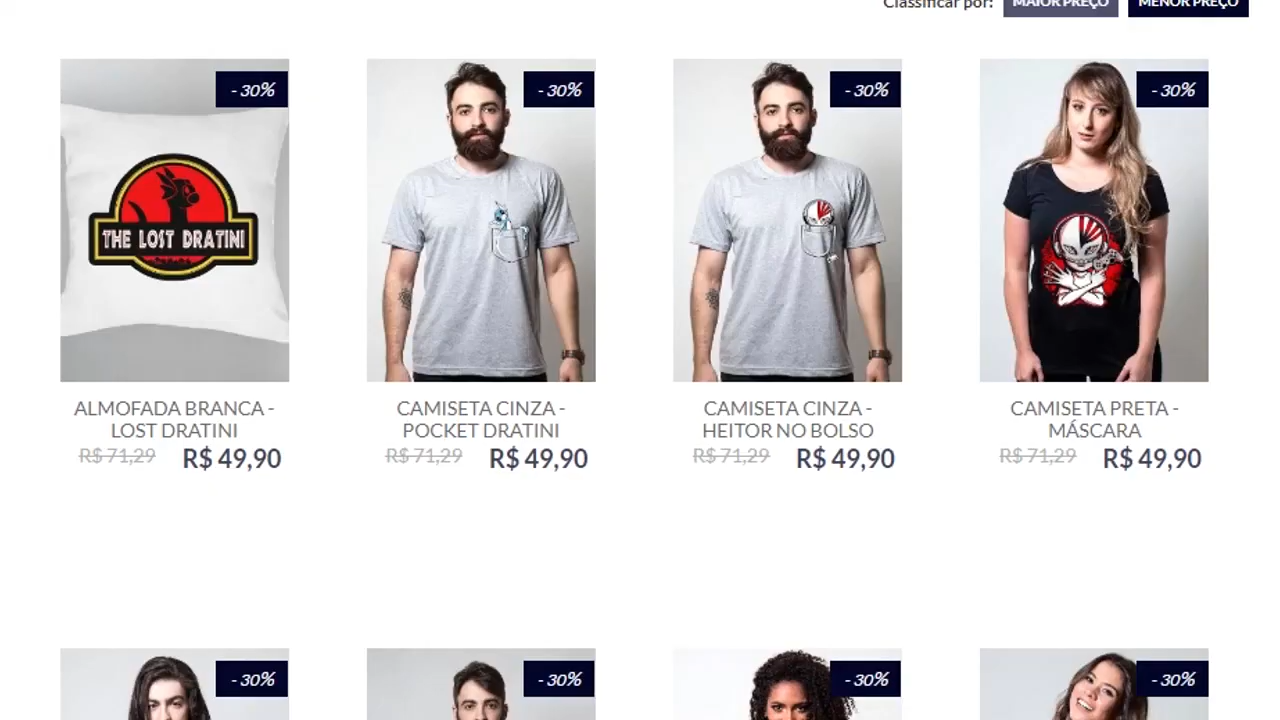 Classificar por: MAIOR PREÇO MENOR PREÇO
- 30% - 30% - 30% - 30%
THE LOST DRATINI
ALMOFADA BRANCA - LOST DRATINI
R$ 71,29 R$ 49,90
CAMISETA CINZA - POCKET DRATINI
R$ 71,29 R$ 49,90
CAMISETA CINZA - HEITOR NO BOLSO
R$ 71,29 R$ 49,90
CAMISETA PRETA - MÁSCARA
R$ 71,29 R$ 49,90
- 30% - 30% - 30% - 30%